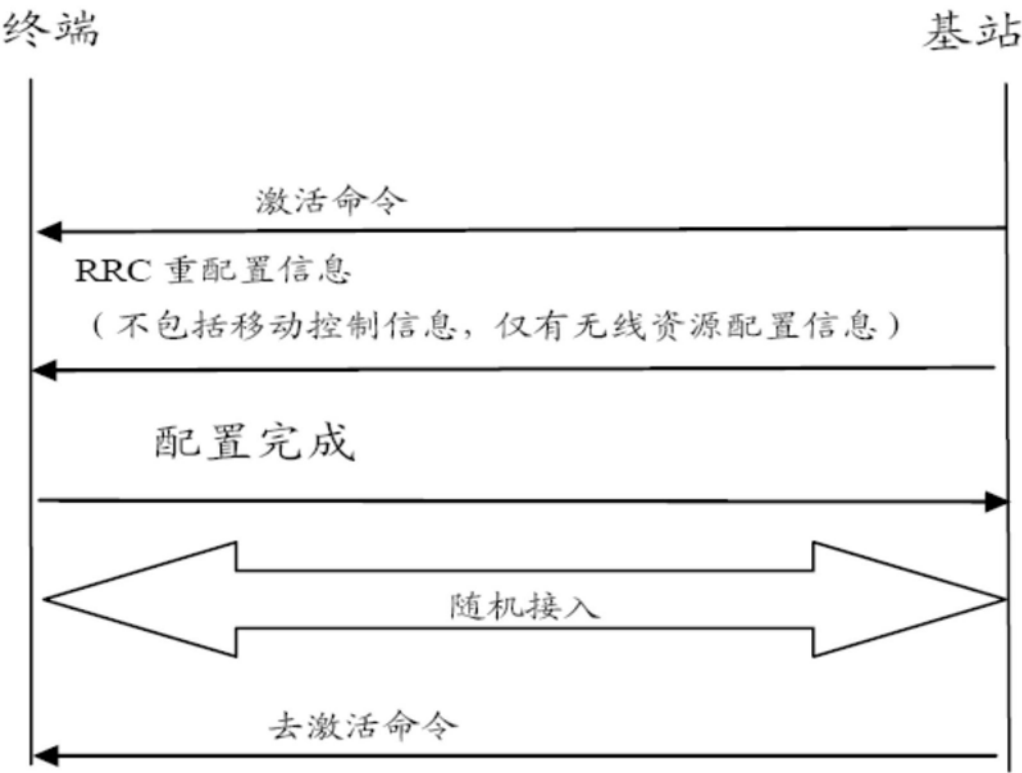 终端
基站
激活命令
RRC 重配置信息
（不包括移动控制信息，仅有无线资源配置信息）
配置完成
随机接入
去激活命令